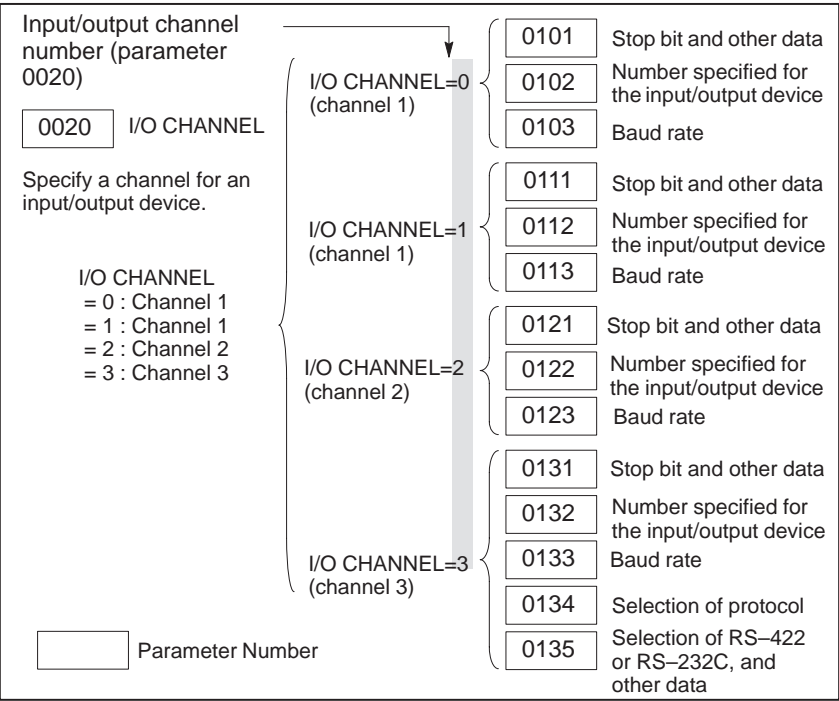 Input/output channel
number (parameter
0020)
0020 I/O CHANNEL
Specify a channel for an
input/output device.
I/O CHANNEL
= 0 : Channel 1
= 1 : Channel 1
= 2 : Channel 2
= 3 : Channel 3
I/O CHANNEL=0
(channel 1)
0101 Stop bit and other data
0102 Number specified for
the input/output device
0103 Baud rate
I/O CHANNEL=1
(channel 1)
0111 Stop bit and other data
0112 Number specified for
the input/output device
0113 Baud rate
I/O CHANNEL=2
(channel 2)
0121 Stop bit and other data
0122 Number specified for
the input/output device
0123 Baud rate
I/O CHANNEL=3
(channel 3)
0131 Stop bit and other data
0132 Number specified for
the input/output device
0133 Baud rate
0134 Selection of protocol
0135 Selection of RS–422
or RS–232C, and
other data
Parameter Number